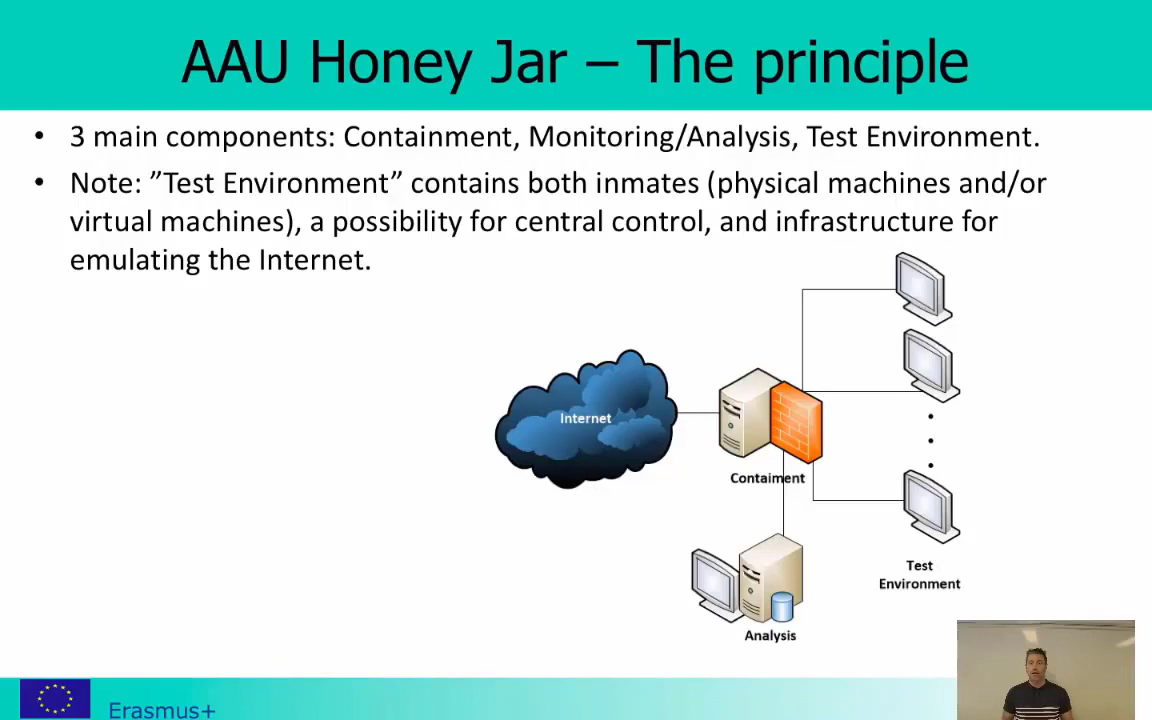 AAU Honey Jar – The principle
• 3 main components: Containment, Monitoring/Analysis, Test Environment.
• Note: ”Test Environment” contains both inmates (physical machines and/or
virtual machines), a possibility for central control, and infrastructure for
emulating the Internet.
Internet
Contaiment
Test
Environment
Analysis
Erasmus+